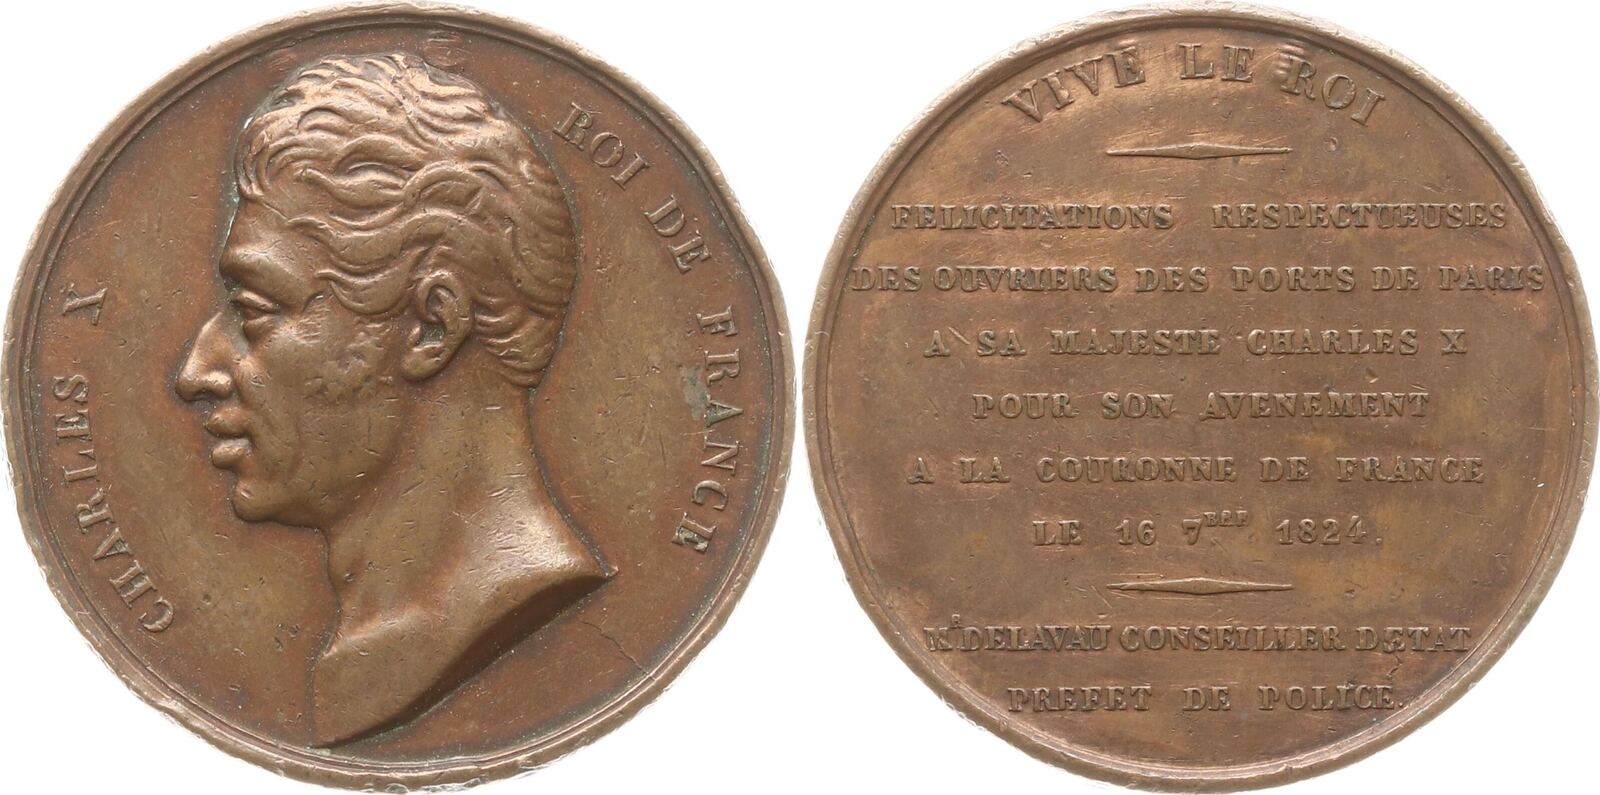 CHARLES X
ROI DE FRANCE
VIVE LE ROI
FELICITATIONS RESPECTUEUSES
DES OUVRIERS DES PORTS DE PARIS
A SA MAJESTE CHARLES X
POUR SON AVENEMENT
A LA COURONNE DE FRANCE
LE 16 7BRE 1824.
MR DELAVAU CONSEILLER D'ETAT
PREFET DE POLICE.